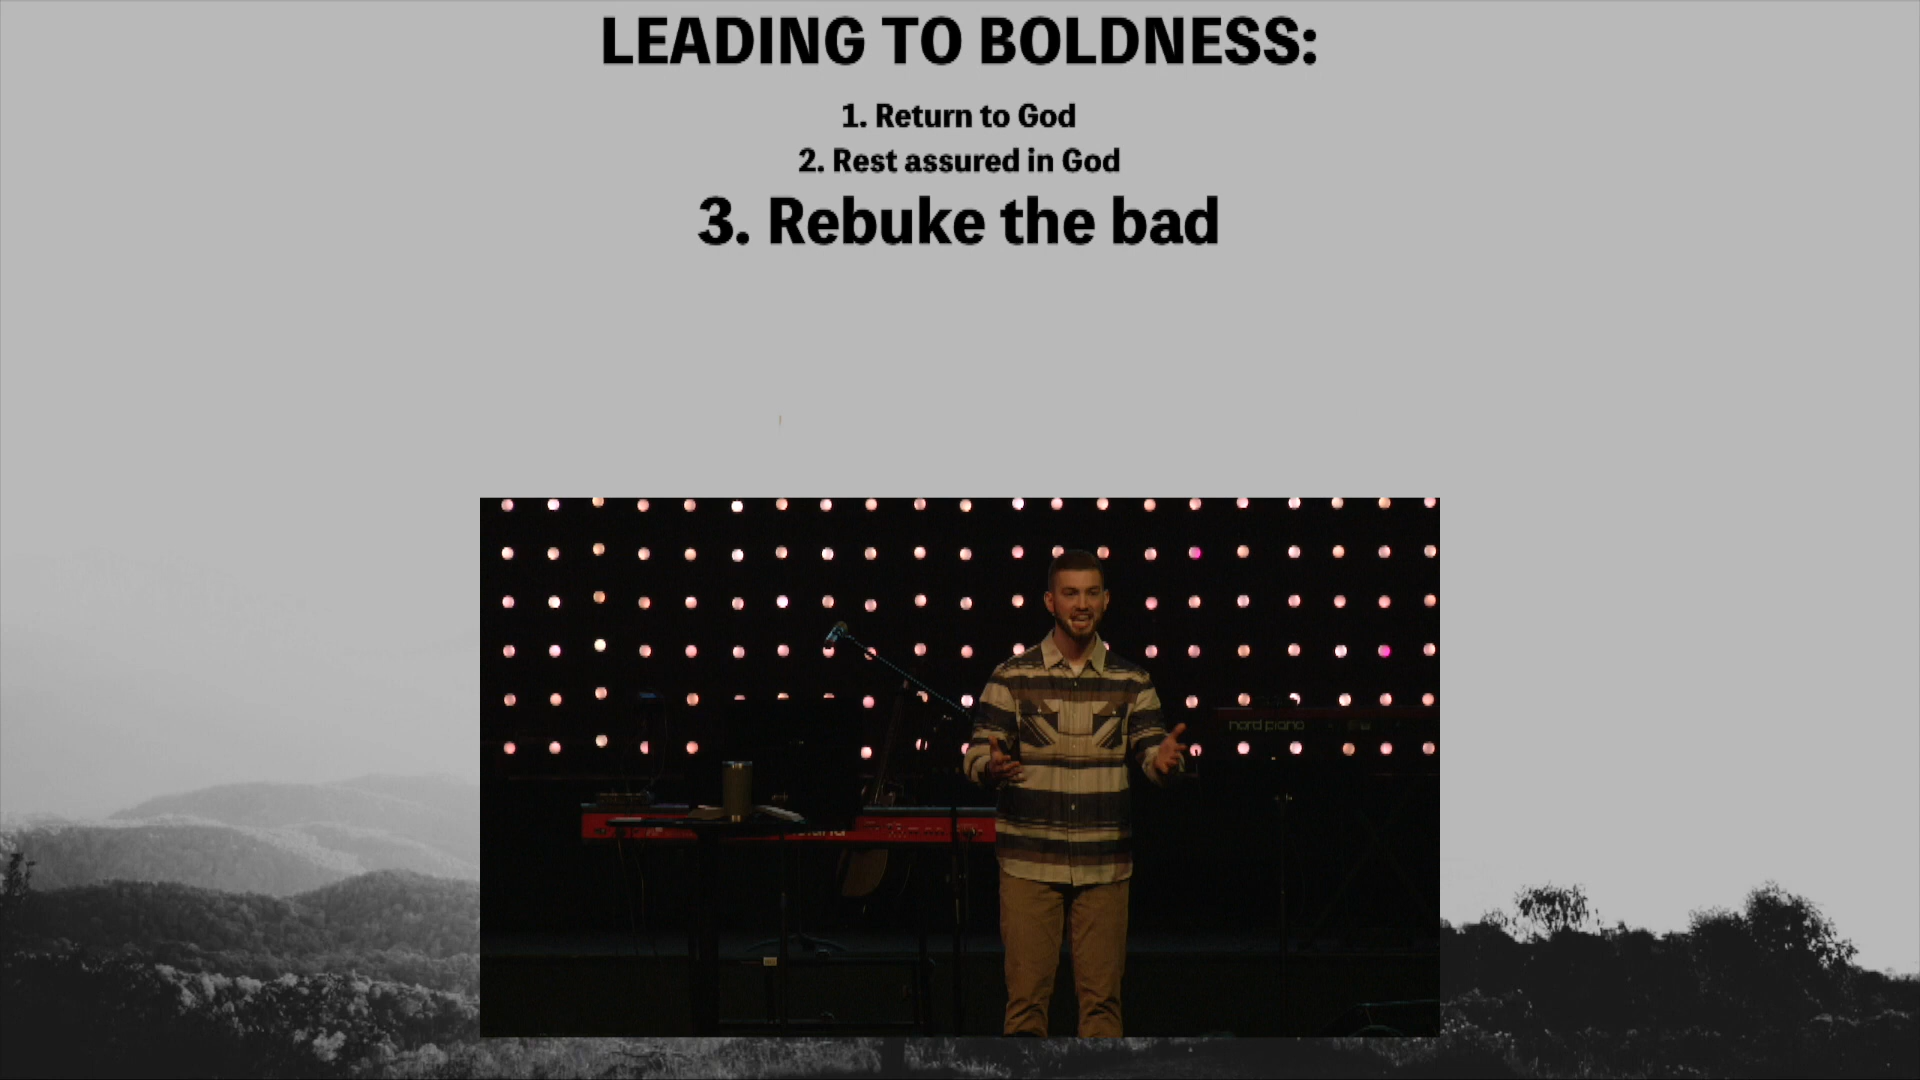 LEADING TO BOLDNESS:
1. Return to God
2. Rest assured in God
3. Rebuke the bad
nord piano